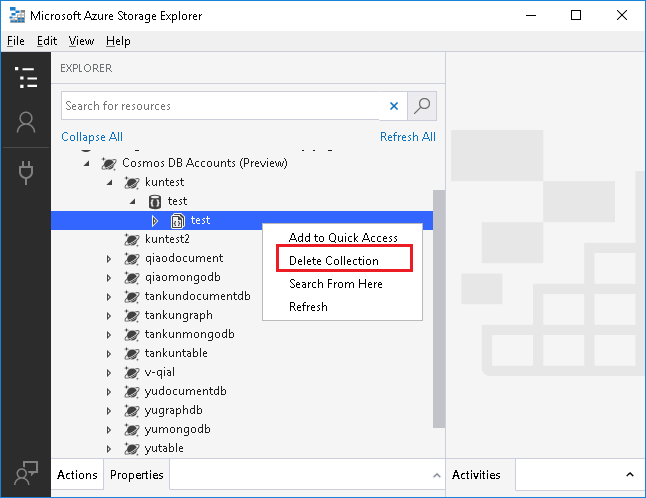 Microsoft Azure Storage Explorer
File Edit View Help
EXPLORER
Search for resources
Collapse All Refresh All
Cosmos DB Accounts (Preview)
kuntest
test
test
Add to Quick Access
Delete Collection
Search From Here
Refresh
kuntest2
qiaodocument
qiaomongodb
tankundocumentdb
tankungraph
tankunmongodb
tankuntable
v-qial
yudocumentdb
yugraphdb
yumongodb
yutable
Actions Properties Activities